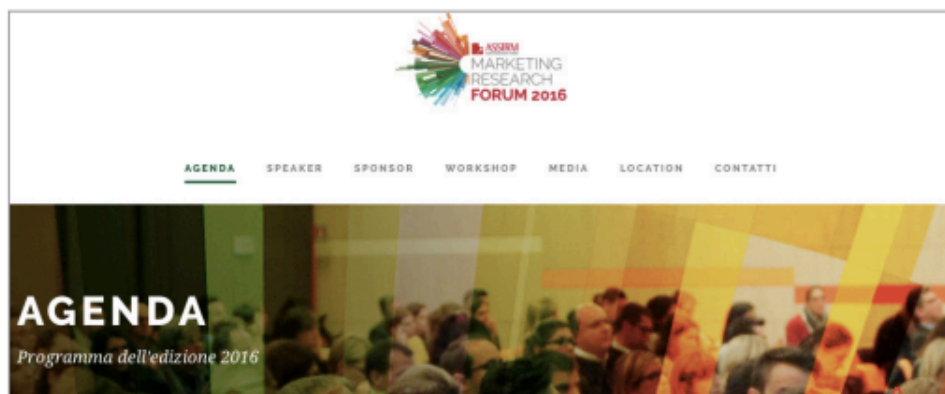 ASSIRM
MARKETING
RESEARCH
FORUM 2016
AGENDA SPEAKER SPONSOR WORKSHOP MEDIA LOCATION CONTATTI
AGENDA
Programma dell'edizione 2016